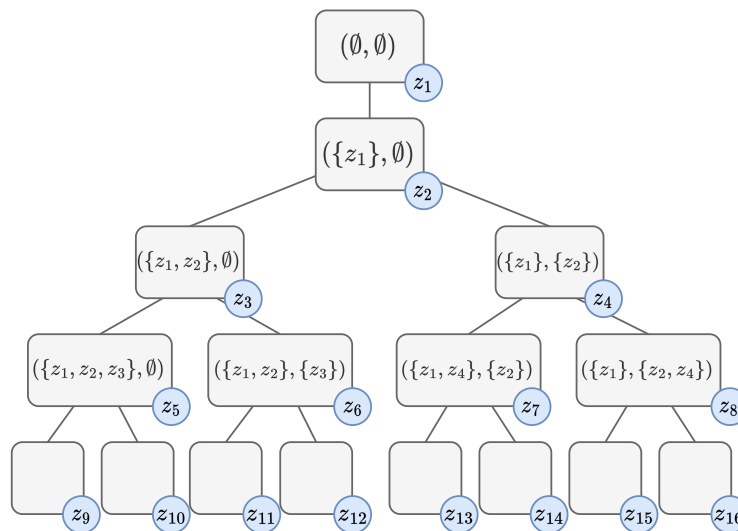 (∅, ∅)
z₁
({z₁}, ∅)
z₂
({z₁, z₂}, ∅)
z₃
({z₁}, {z₂})
z₄
({z₁, z₂, z₃}, ∅)
z₅
({z₁, z₂}, {z₃})
z₆
({z₁, z₄}, {z₂})
z₇
({z₁}, {z₂, z₄})
z₈
z₉
z₁₀
z₁₁
z₁₂
z₁₃
z₁₄
z₁₅
z₁₆